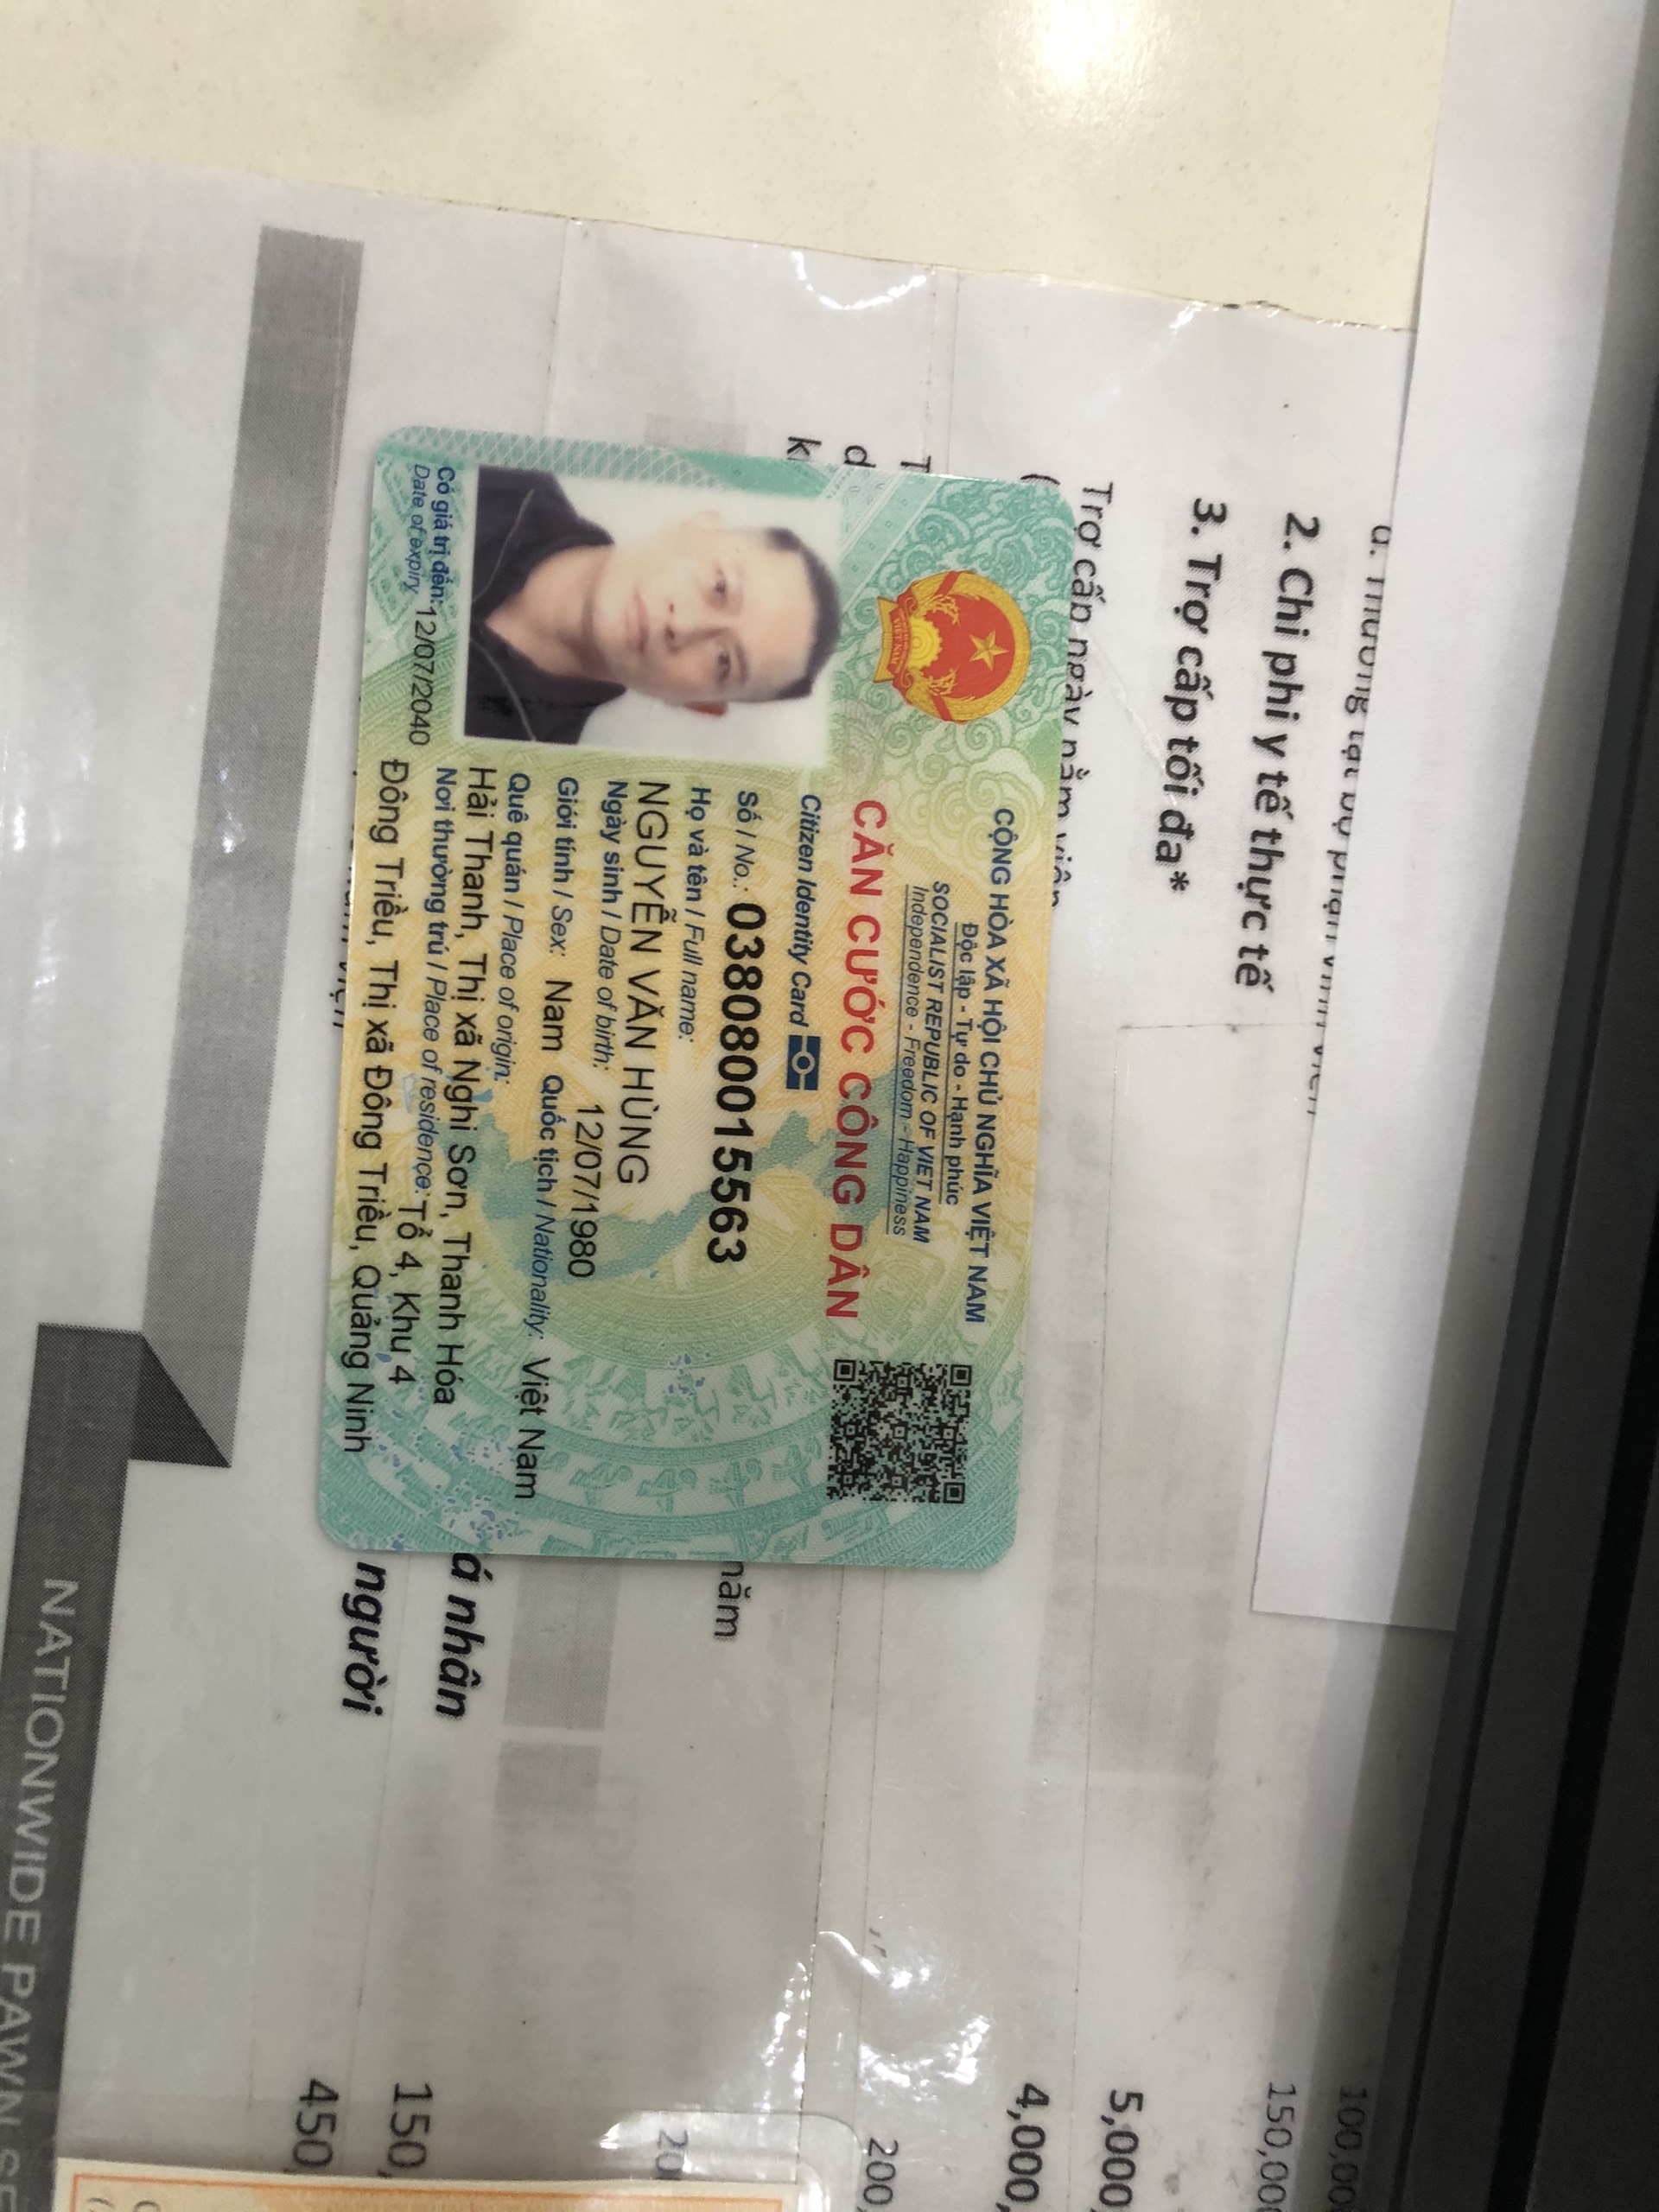 2. Chi phi y tế thực tế
3. Trợ cấp tối đa*
Trợ cấp ngày nằm viện
CỘNG HÒA XÃ HỘI CHỦ NGHĨA VIỆT NAM
Độc lập - Tự do - Hạnh phúc
SOCIALIST REPUBLIC OF VIET NAM
Independence - Freedom - Happiness
CĂN CƯỚC CÔNG DÂN
Citizen Identity Card
Số / No.: 038080015563
Họ và tên / Full name:
NGUYỄN VĂN HÙNG
Ngày sinh / Date of birth: 12/07/1980
Giới tính / Sex: Nam Quốc tịch / Nationality: Việt Nam
Quê quán / Place of origin:
Hải Thanh, Thị xã Nghi Sơn, Thanh Hóa
Nơi thường trú / Place of residence: Tổ 4, Khu 4
Đông Triều, Thị xã Đông Triều, Quảng Ninh
Có giá trị đến: 12/07/2040
Date of expiry
năm
á nhân
người
100,00
150,00
5,000
4,000,
200,
20
150,
450,
NATIONWIDE PAWN SE